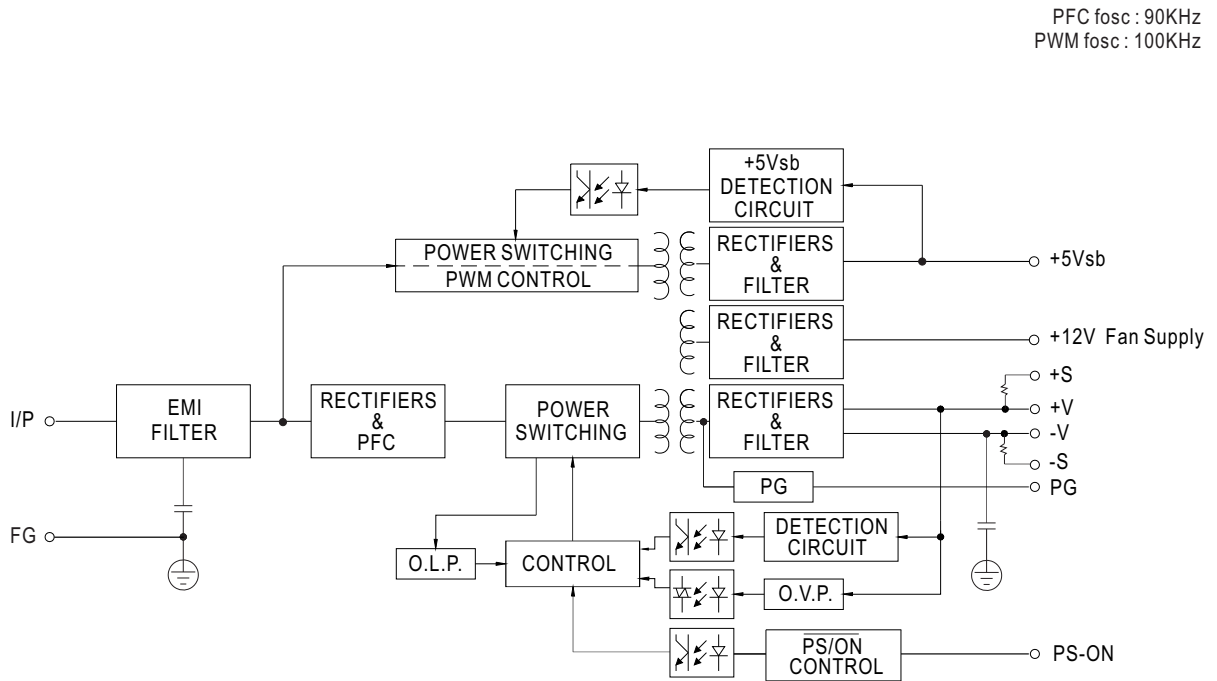 PFC fosc : 90KHz
PWM fosc : 100KHz
+5Vsb
DETECTION
CIRCUIT
POWER SWITCHING
PWM CONTROL
RECTIFIERS
&
FILTER
+5Vsb
RECTIFIERS
&
FILTER
+12V Fan Supply
I/P
EMI
FILTER
RECTIFIERS
&
PFC
POWER
SWITCHING
RECTIFIERS
&
FILTER
+S
+V
-V
-S
PG
PG
FG
O.L.P.
CONTROL
DETECTION
CIRCUIT
O.V.P.
PS/ON
CONTROL
PS-ON